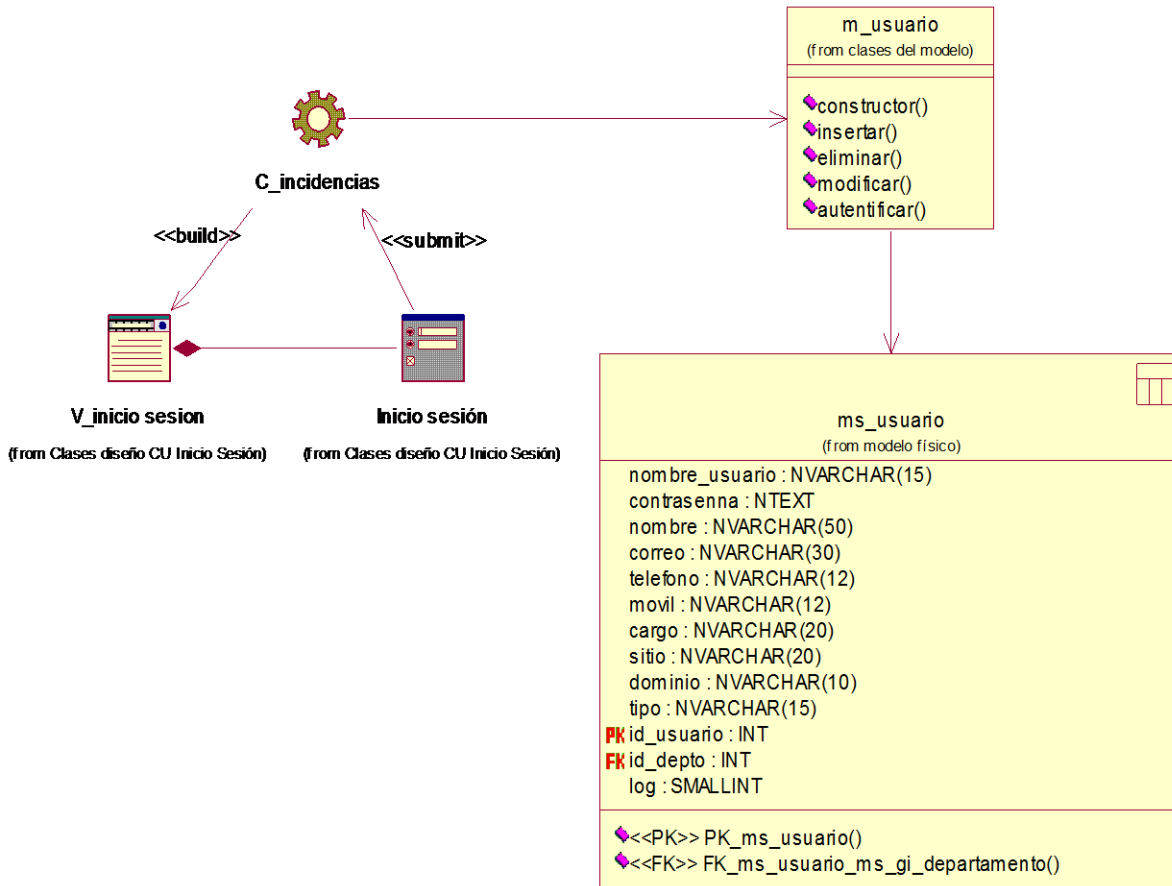 m_usuario
(from clases del modelo)
constructor()
insertar()
eliminar()
modificar()
autentificar()
C_incidencias
<<build>>
<<submit>>
V_inicio sesion
(from Clases diseño CU Inicio Sesión)
Inicio sesión
(from Clases diseño CU Inicio Sesión)
ms_usuario
(from modelo físico)
nombre_usuario : NVARCHAR(15)
contrasenna : NTEXT
nombre : NVARCHAR(50)
correo : NVARCHAR(30)
telefono : NVARCHAR(12)
movil : NVARCHAR(12)
cargo : NVARCHAR(20)
sitio : NVARCHAR(20)
dominio : NVARCHAR(10)
tipo : NVARCHAR(15)
PK id_usuario : INT
FK id_depto : INT
log : SMALLINT
<<PK>> PK_ms_usuario()
<<FK>> FK_ms_usuario_ms_gi_departamento()